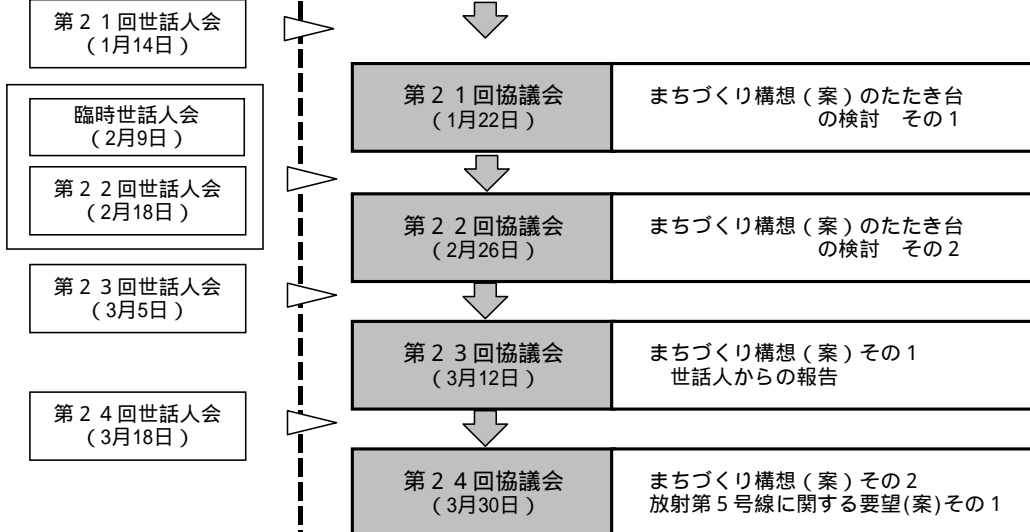 第２１回世話人会
（1月14日）
第２１回協議会
（1月22日）
まちづくり構想（案）のたたき台
の検討　その１
臨時世話人会
（2月9日）
第２２回世話人会
（2月18日）
第２２回協議会
（2月26日）
まちづくり構想（案）のたたき台
の検討　その２
第２３回世話人会
（3月5日）
第２３回協議会
（3月12日）
まちづくり構想（案）その１
世話人からの報告
第２４回世話人会
（3月18日）
第２４回協議会
（3月30日）
まちづくり構想（案）その２
放射第５号線に関する要望(案)その１